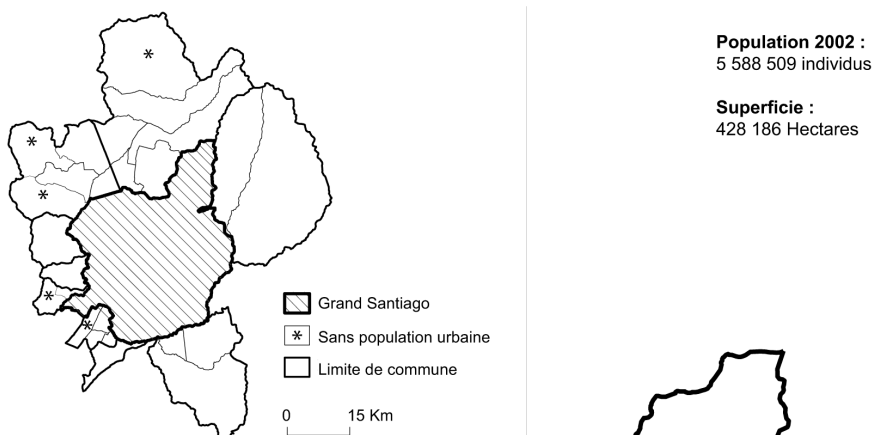 Population 2002 :
5 588 509 individus
Superficie :
428 186 Hectares
*
*
*
*
*
Grand Santiago
* Sans population urbaine
Limite de commune
0 15 Km